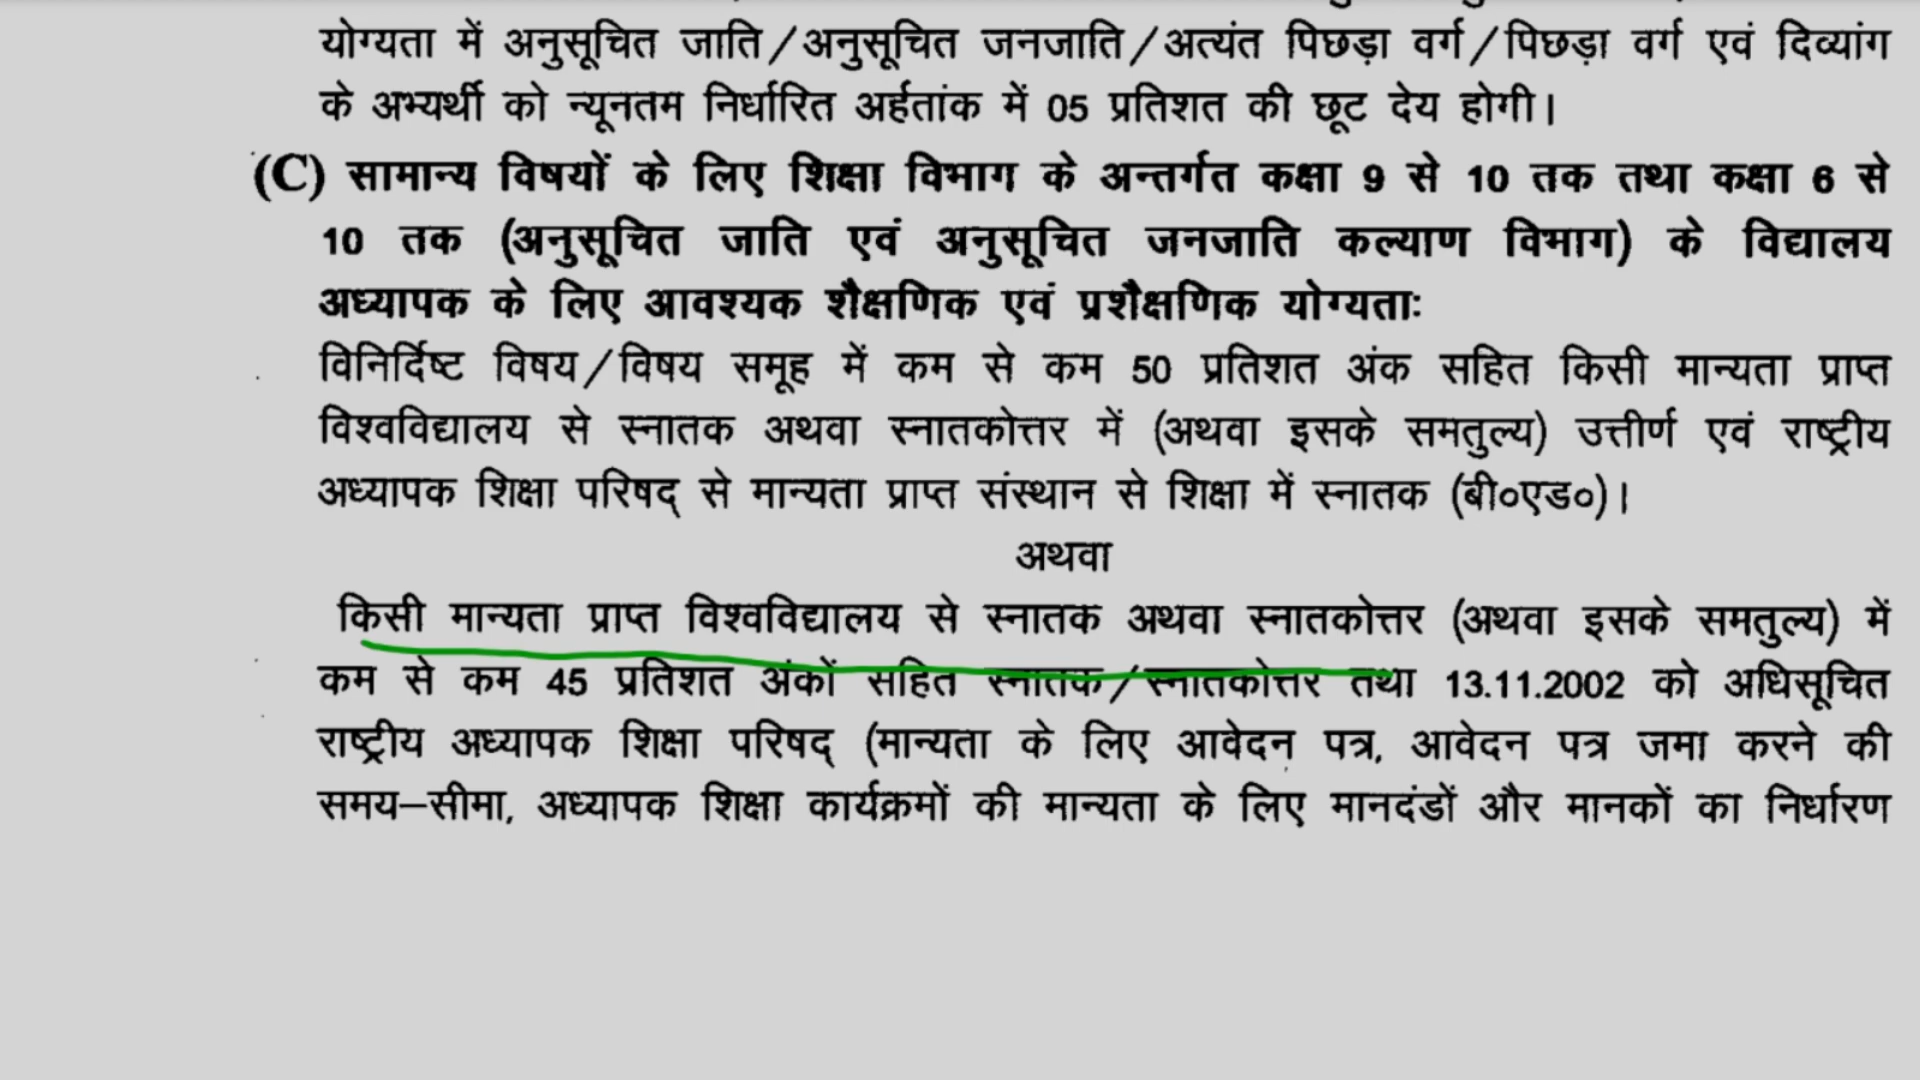 योग्यता में अनुसूचित जाति/अनुसूचित जनजाति/अत्यंत पिछड़ा वर्ग/पिछड़ा वर्ग एवं दिव्यांग
के अभ्यर्थी को न्यूनतम निर्धारित अर्हतांक में 05 प्रतिशत की छूट देय होगी।
(C) सामान्य विषयों के लिए शिक्षा विभाग के अन्तर्गत कक्षा 9 से 10 तक तथा कक्षा 6 से
10 तक (अनुसूचित जाति एवं अनुसूचित जनजाति कल्याण विभाग) के विद्यालय
अध्यापक के लिए आवश्यक शैक्षणिक एवं प्रशैक्षणिक योग्यताः
विनिर्दिष्ट विषय/विषय समूह में कम से कम 50 प्रतिशत अंक सहित किसी मान्यता प्राप्त
विश्वविद्यालय से स्नातक अथवा स्नातकोत्तर में (अथवा इसके समतुल्य) उत्तीर्ण एवं राष्ट्रीय
अध्यापक शिक्षा परिषद् से मान्यता प्राप्त संस्थान से शिक्षा में स्नातक (बी०एड०)।
अथवा
किसी मान्यता प्राप्त विश्वविद्यालय से स्नातक अथवा स्नातकोत्तर (अथवा इसके समतुल्य) में
कम से कम 45 प्रतिशत अंकों सहित स्नातक/स्नातकोत्तर तथा 13.11.2002 को अधिसूचित
राष्ट्रीय अध्यापक शिक्षा परिषद् (मान्यता के लिए आवेदन पत्र, आवेदन पत्र जमा करने की
समय–सीमा, अध्यापक शिक्षा कार्यक्रमों की मान्यता के लिए मानदंडों और मानकों का निर्धारण